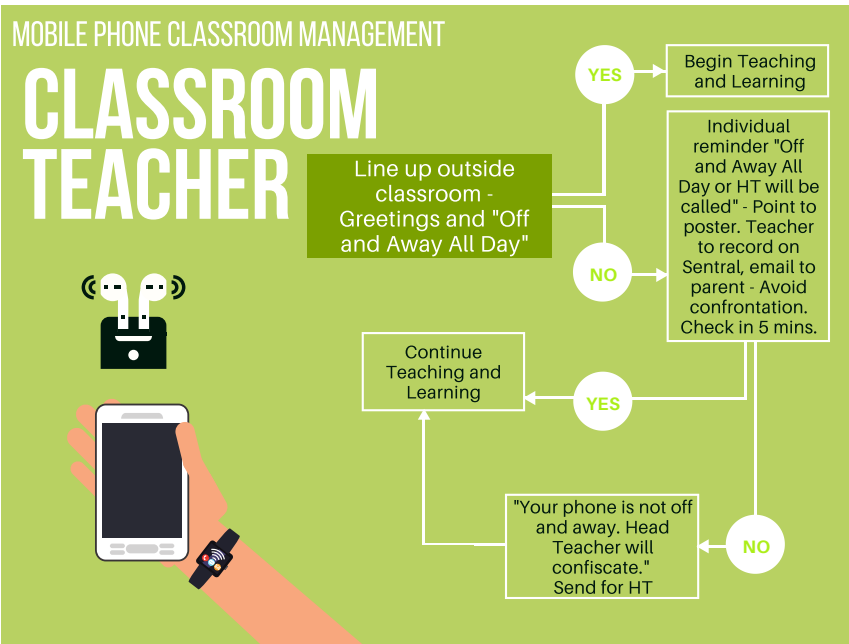 MOBILE PHONE CLASSROOM MANAGEMENT
CLASSROOM
TEACHER
Line up outside
classroom -
Greetings and "Off
and Away All Day"
YES
Begin Teaching
and Learning
NO
Individual
reminder "Off
and Away All
Day or HT will be
called" - Point to
poster. Teacher
to record on
Sentral, email to
parent - Avoid
confrontation.
Check in 5 mins.
YES
Continue
Teaching and
Learning
NO
"Your phone is not off
and away. Head
Teacher will
confiscate."
Send for HT